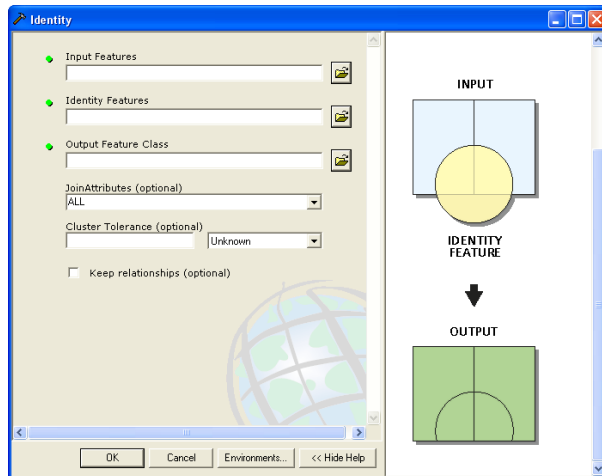 Identity
Input Features
Identity Features
Output Feature Class
JoinAttributes (optional)
ALL
Cluster Tolerance (optional)
Unknown
Keep relationships (optional)
OK
Cancel
Environments...
<< Hide Help
INPUT
IDENTITY
FEATURE
OUTPUT